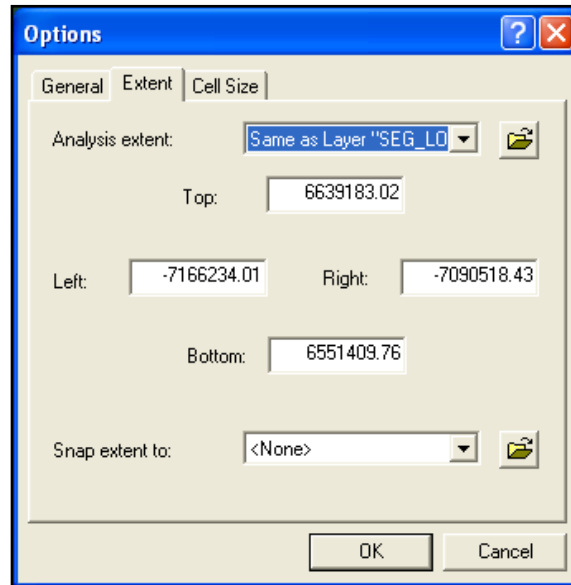 Options
General Extent Cell Size
Analysis extent: Same as Layer "SEG_LO
Top: 6639183.02
Left: -7166234.01 Right: -7090518.43
Bottom: 6551409.76
Snap extent to: <None>
OK Cancel